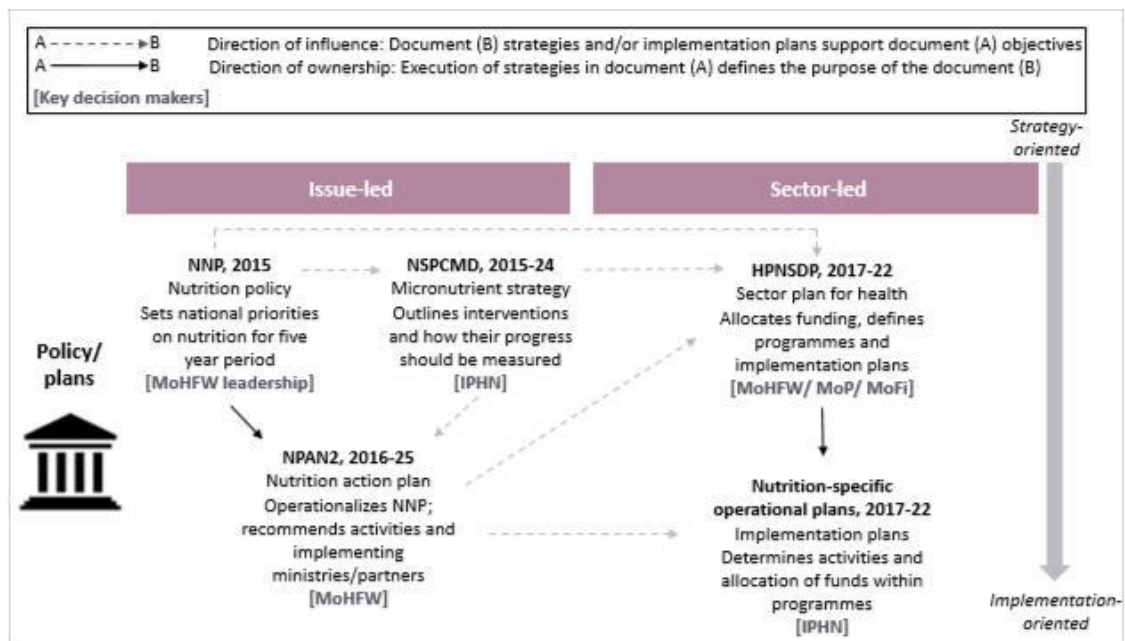 A B Direction of influence: Document (B) strategies and/or implementation plans support document (A) objectives
A B Direction of ownership: Execution of strategies in document (A) defines the purpose of the document (B)
[Key decision makers]
Strategy-
oriented
Issue-led
Sector-led
Policy/
plans
NNP, 2015
Nutrition policy
Sets national priorities
on nutrition for five
year period
[MoHFW leadership]
NSPCMD, 2015-24
Micronutrient strategy
Outlines interventions
and how their progress
should be measured
[IPHN]
HPNSDP, 2017-22
Sector plan for health
Allocates funding, defines
programmes and
implementation plans
[MoHFW/ MoP/ MoFi]
NPAN2, 2016-25
Nutrition action plan
Operationalizes NNP;
recommends activities and
implementing
ministries/partners
[MoHFW]
Nutrition-specific
operational plans, 2017-22
Implementation plans
Determines activities and
allocation of funds within
programmes
[IPHN]
Implementation-
oriented